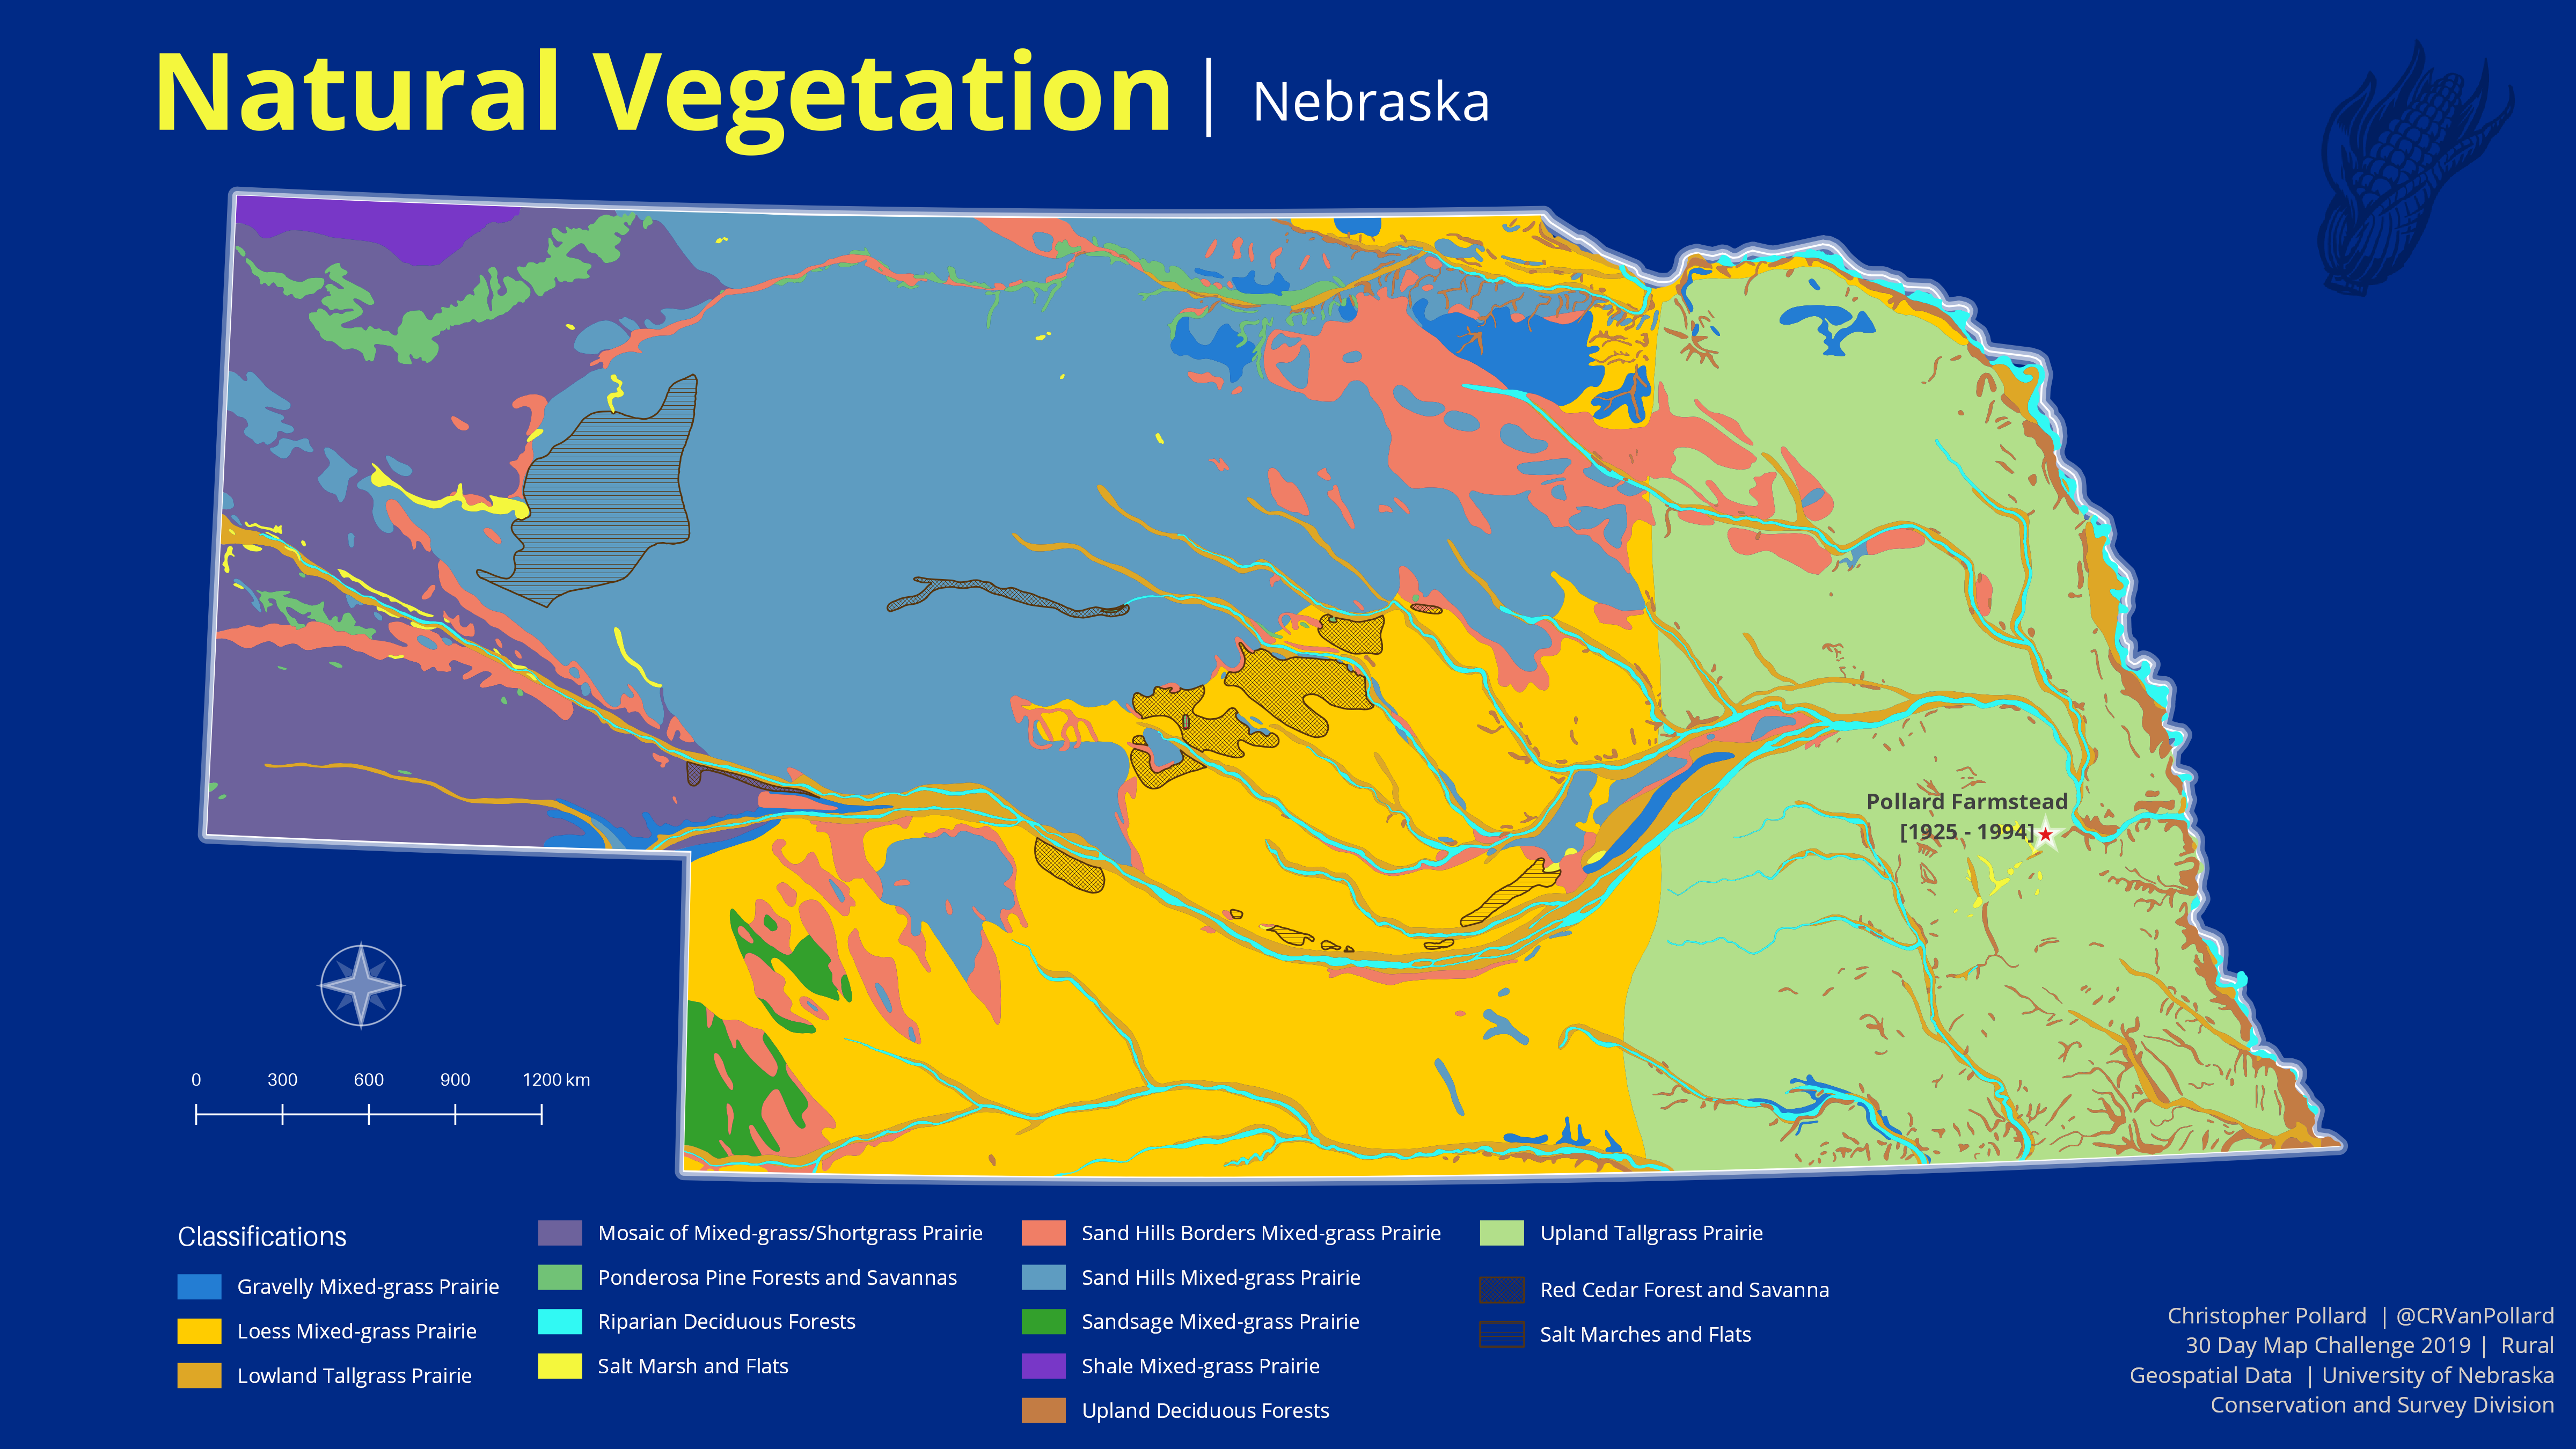 Natural Vegetation | Nebraska
Pollard Farmstead
[1925 - 1994]
0 300 600 900 1200 km
Classifications
Gravelly Mixed-grass Prairie
Loess Mixed-grass Prairie
Lowland Tallgrass Prairie
Mosaic of Mixed-grass/Shortgrass Prairie
Ponderosa Pine Forests and Savannas
Riparian Deciduous Forests
Salt Marsh and Flats
Sand Hills Borders Mixed-grass Prairie
Sand Hills Mixed-grass Prairie
Sandsage Mixed-grass Prairie
Shale Mixed-grass Prairie
Upland Deciduous Forests
Upland Tallgrass Prairie
Red Cedar Forest and Savanna
Salt Marches and Flats
Christopher Pollard | @CRVanPollard
30 Day Map Challenge 2019 | Rural
Geospatial Data | University of Nebraska
Conservation and Survey Division